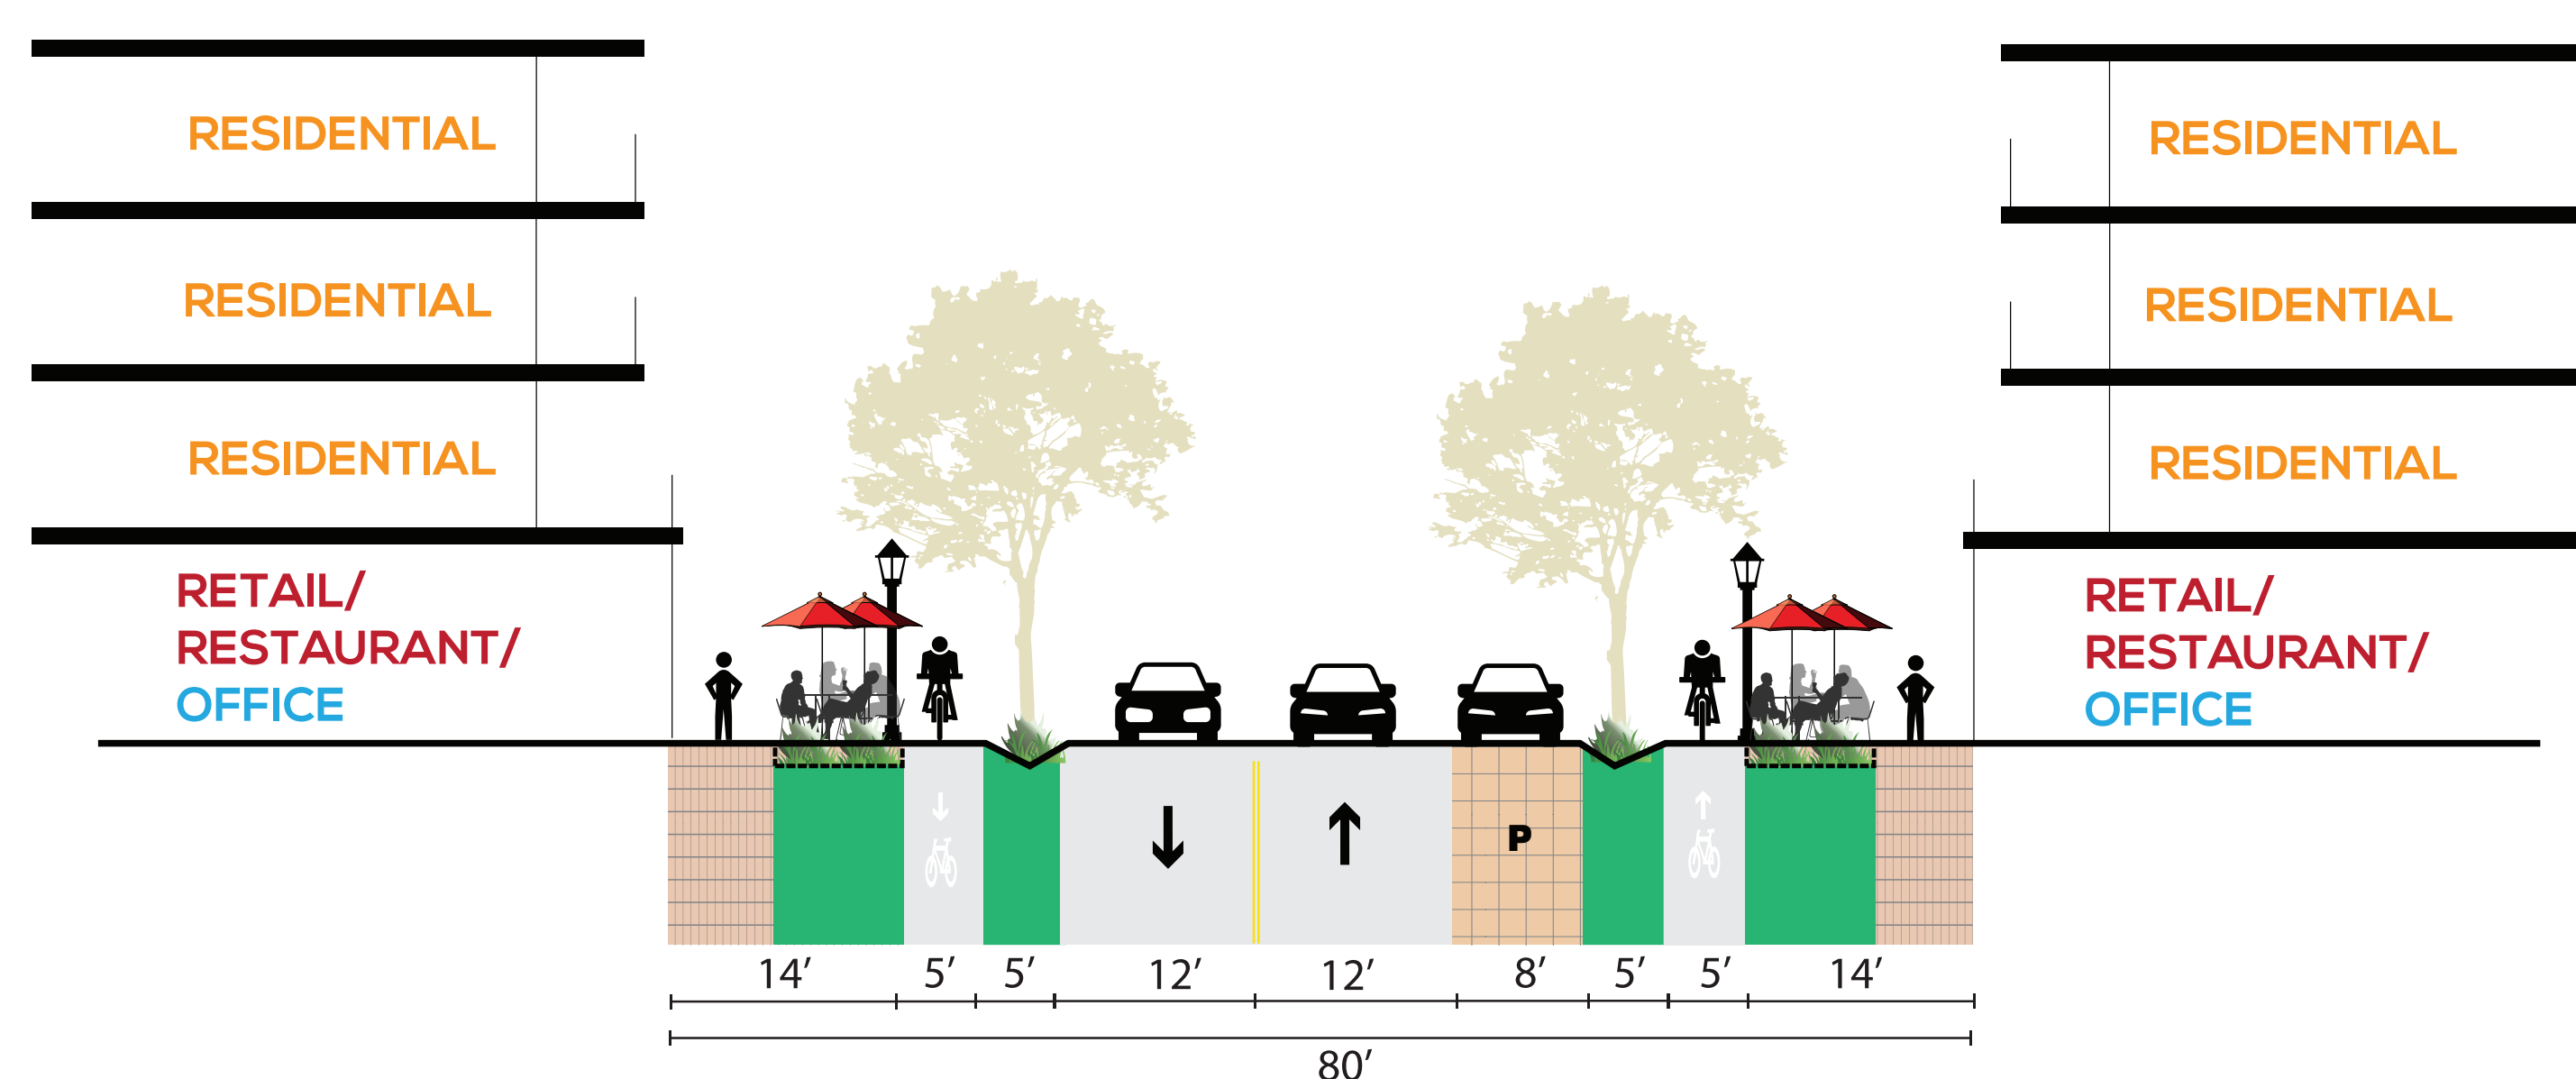 RESIDENTIAL
RESIDENTIAL
RESIDENTIAL
RETAIL/
RESTAURANT/
OFFICE
RESIDENTIAL
RESIDENTIAL
RESIDENTIAL
RETAIL/
RESTAURANT/
OFFICE
P
14′ 5′ 5′ 12′ 12′ 8′ 5′ 5′ 14′
80′